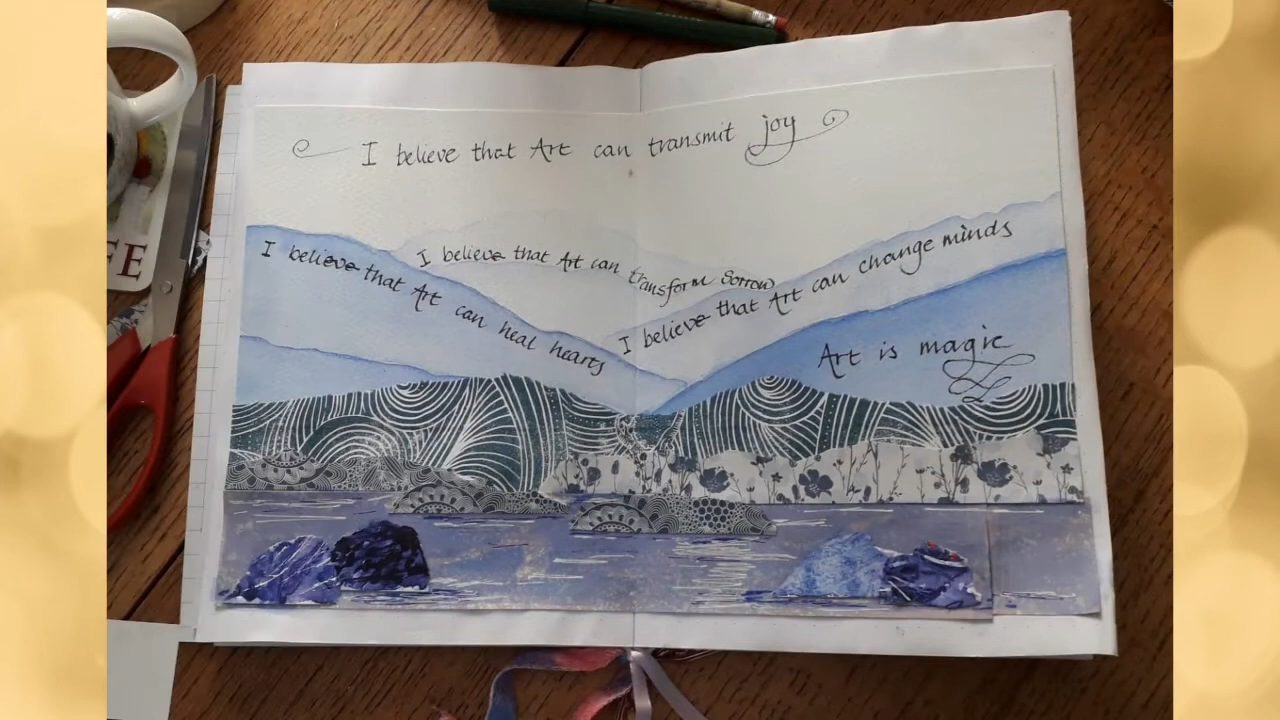 I believe that Art can transmit joy
I believe that Art can transform sorrow
I believe that Art can heal hearts
I believe that Art can change minds
Art is magic
FE